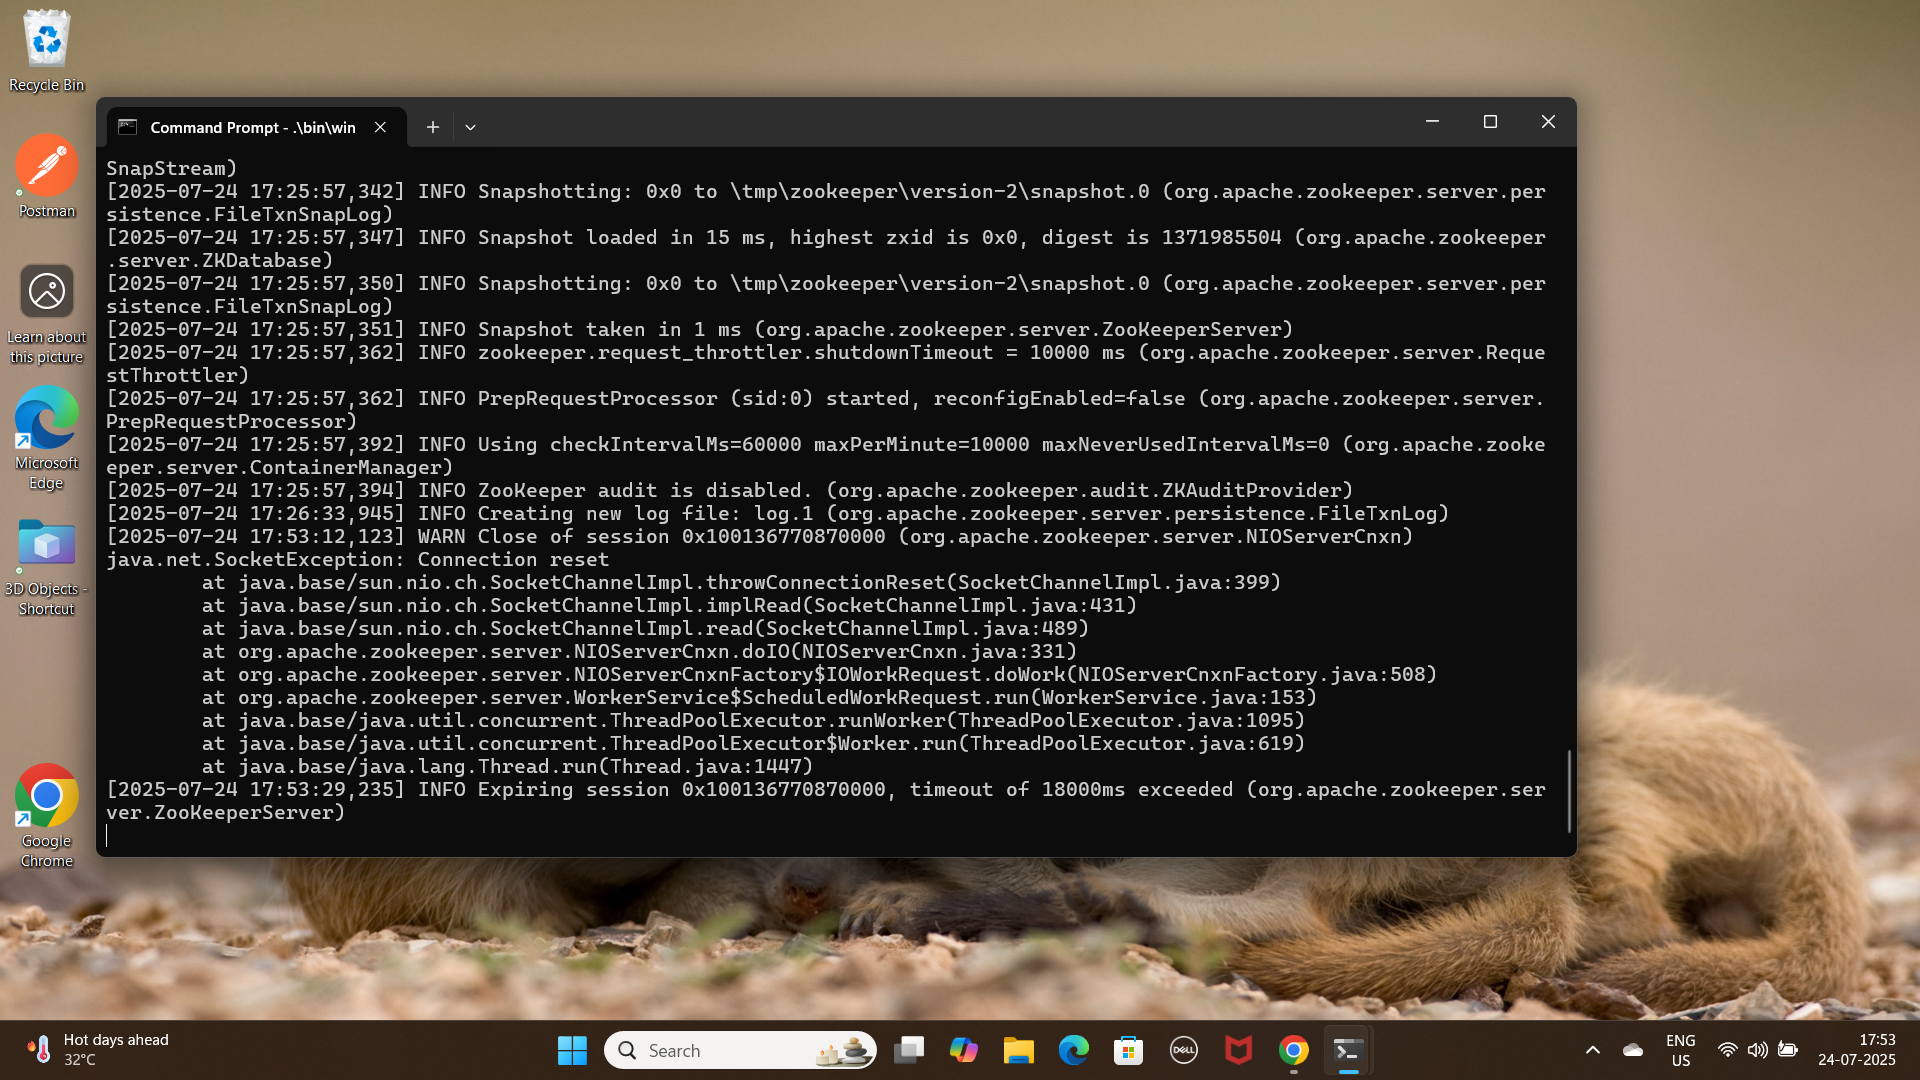 Recycle Bin
Postman
Learn about
this picture
Microsoft
Edge
3D Objects -
Shortcut
Google
Chrome
Command Prompt - .\bin\win
SnapStream)
[2025-07-24 17:25:57,342] INFO Snapshotting: 0x0 to \tmp\zookeeper\version-2\snapshot.0 (org.apache.zookeeper.server.per
sistence.FileTxnSnapLog)
[2025-07-24 17:25:57,347] INFO Snapshot loaded in 15 ms, highest zxid is 0x0, digest is 1371985504 (org.apache.zookeeper
.server.ZKDatabase)
[2025-07-24 17:25:57,350] INFO Snapshotting: 0x0 to \tmp\zookeeper\version-2\snapshot.0 (org.apache.zookeeper.server.per
sistence.FileTxnSnapLog)
[2025-07-24 17:25:57,351] INFO Snapshot taken in 1 ms (org.apache.zookeeper.server.ZooKeeperServer)
[2025-07-24 17:25:57,362] INFO zookeeper.request_throttler.shutdownTimeout = 10000 ms (org.apache.zookeeper.server.Reque
stThrottler)
[2025-07-24 17:25:57,362] INFO PrepRequestProcessor (sid:0) started, reconfigEnabled=false (org.apache.zookeeper.server.
PrepRequestProcessor)
[2025-07-24 17:25:57,392] INFO Using checkIntervalMs=60000 maxPerMinute=10000 maxNeverUsedIntervalMs=0 (org.apache.zooke
eper.server.ContainerManager)
[2025-07-24 17:25:57,394] INFO ZooKeeper audit is disabled. (org.apache.zookeeper.audit.ZKAuditProvider)
[2025-07-24 17:26:33,945] INFO Creating new log file: log.1 (org.apache.zookeeper.server.persistence.FileTxnLog)
[2025-07-24 17:53:12,123] WARN Close of session 0x100136770870000 (org.apache.zookeeper.server.NIOServerCnxn)
java.net.SocketException: Connection reset
at java.base/sun.nio.ch.SocketChannelImpl.throwConnectionReset(SocketChannelImpl.java:399)
at java.base/sun.nio.ch.SocketChannelImpl.implRead(SocketChannelImpl.java:431)
at java.base/sun.nio.ch.SocketChannelImpl.read(SocketChannelImpl.java:489)
at org.apache.zookeeper.server.NIOServerCnxn.doIO(NIOServerCnxn.java:331)
at org.apache.zookeeper.server.NIOServerCnxnFactory$IOWorkRequest.doWork(NIOServerCnxnFactory.java:508)
at org.apache.zookeeper.server.WorkerService$ScheduledWorkRequest.run(WorkerService.java:153)
at java.base/java.util.concurrent.ThreadPoolExecutor.runWorker(ThreadPoolExecutor.java:1095)
at java.base/java.util.concurrent.ThreadPoolExecutor$Worker.run(ThreadPoolExecutor.java:619)
at java.base/java.lang.Thread.run(Thread.java:1447)
[2025-07-24 17:53:29,235] INFO Expiring session 0x100136770870000, timeout of 18000ms exceeded (org.apache.zookeeper.ser
ver.ZooKeeperServer)
Hot days ahead
32°C
Search
DELL
ENG
US
17:53
24-07-2025